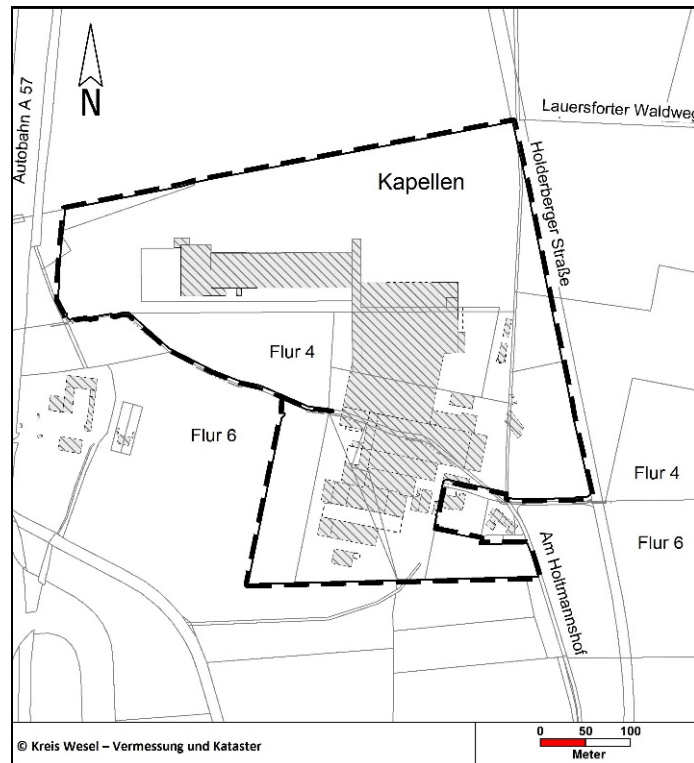 Autobahn A 57
N
Lauersforter Waldweg
Holderberger Straße
Kapellen
Flur 4
Flur 6
Flur 4
Flur 6
Am Holtmannshof
© Kreis Wesel – Vermessung und Kataster
0 50 100
Meter